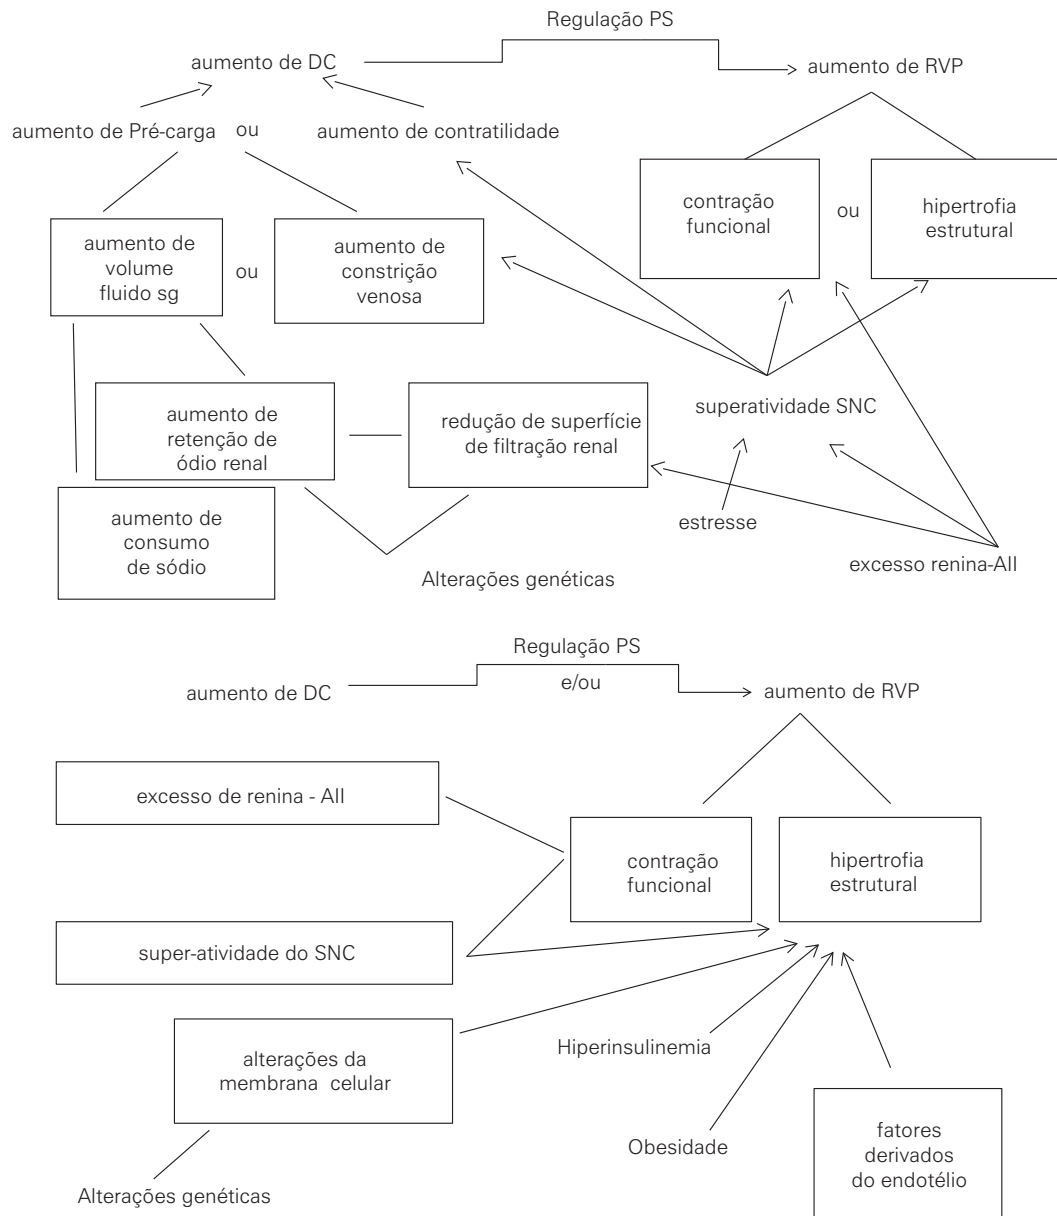 Regulação PS
aumento de DC
aumento de RVP
aumento de Pré-carga
ou
aumento de contratilidade
aumento de
volume
fluido sg
ou
aumento de
constrição
venosa
contração
funcional
ou
hipertrofia
estrutural
aumento de
retenção de
ódio renal
redução de superfície
de filtração renal
superatividade SNC
aumento de
consumo
de sódio
estresse
excesso renina-AII
Alterações genéticas
Regulação PS
e/ou
aumento de DC
aumento de RVP
excesso de renina - AII
contração
funcional
hipertrofia
estrutural
super-atividade do SNC
alterações da
membrana celular
Hiperinsulinemia
Obesidade
fatores
derivados
do endotélio
Alterações genéticas